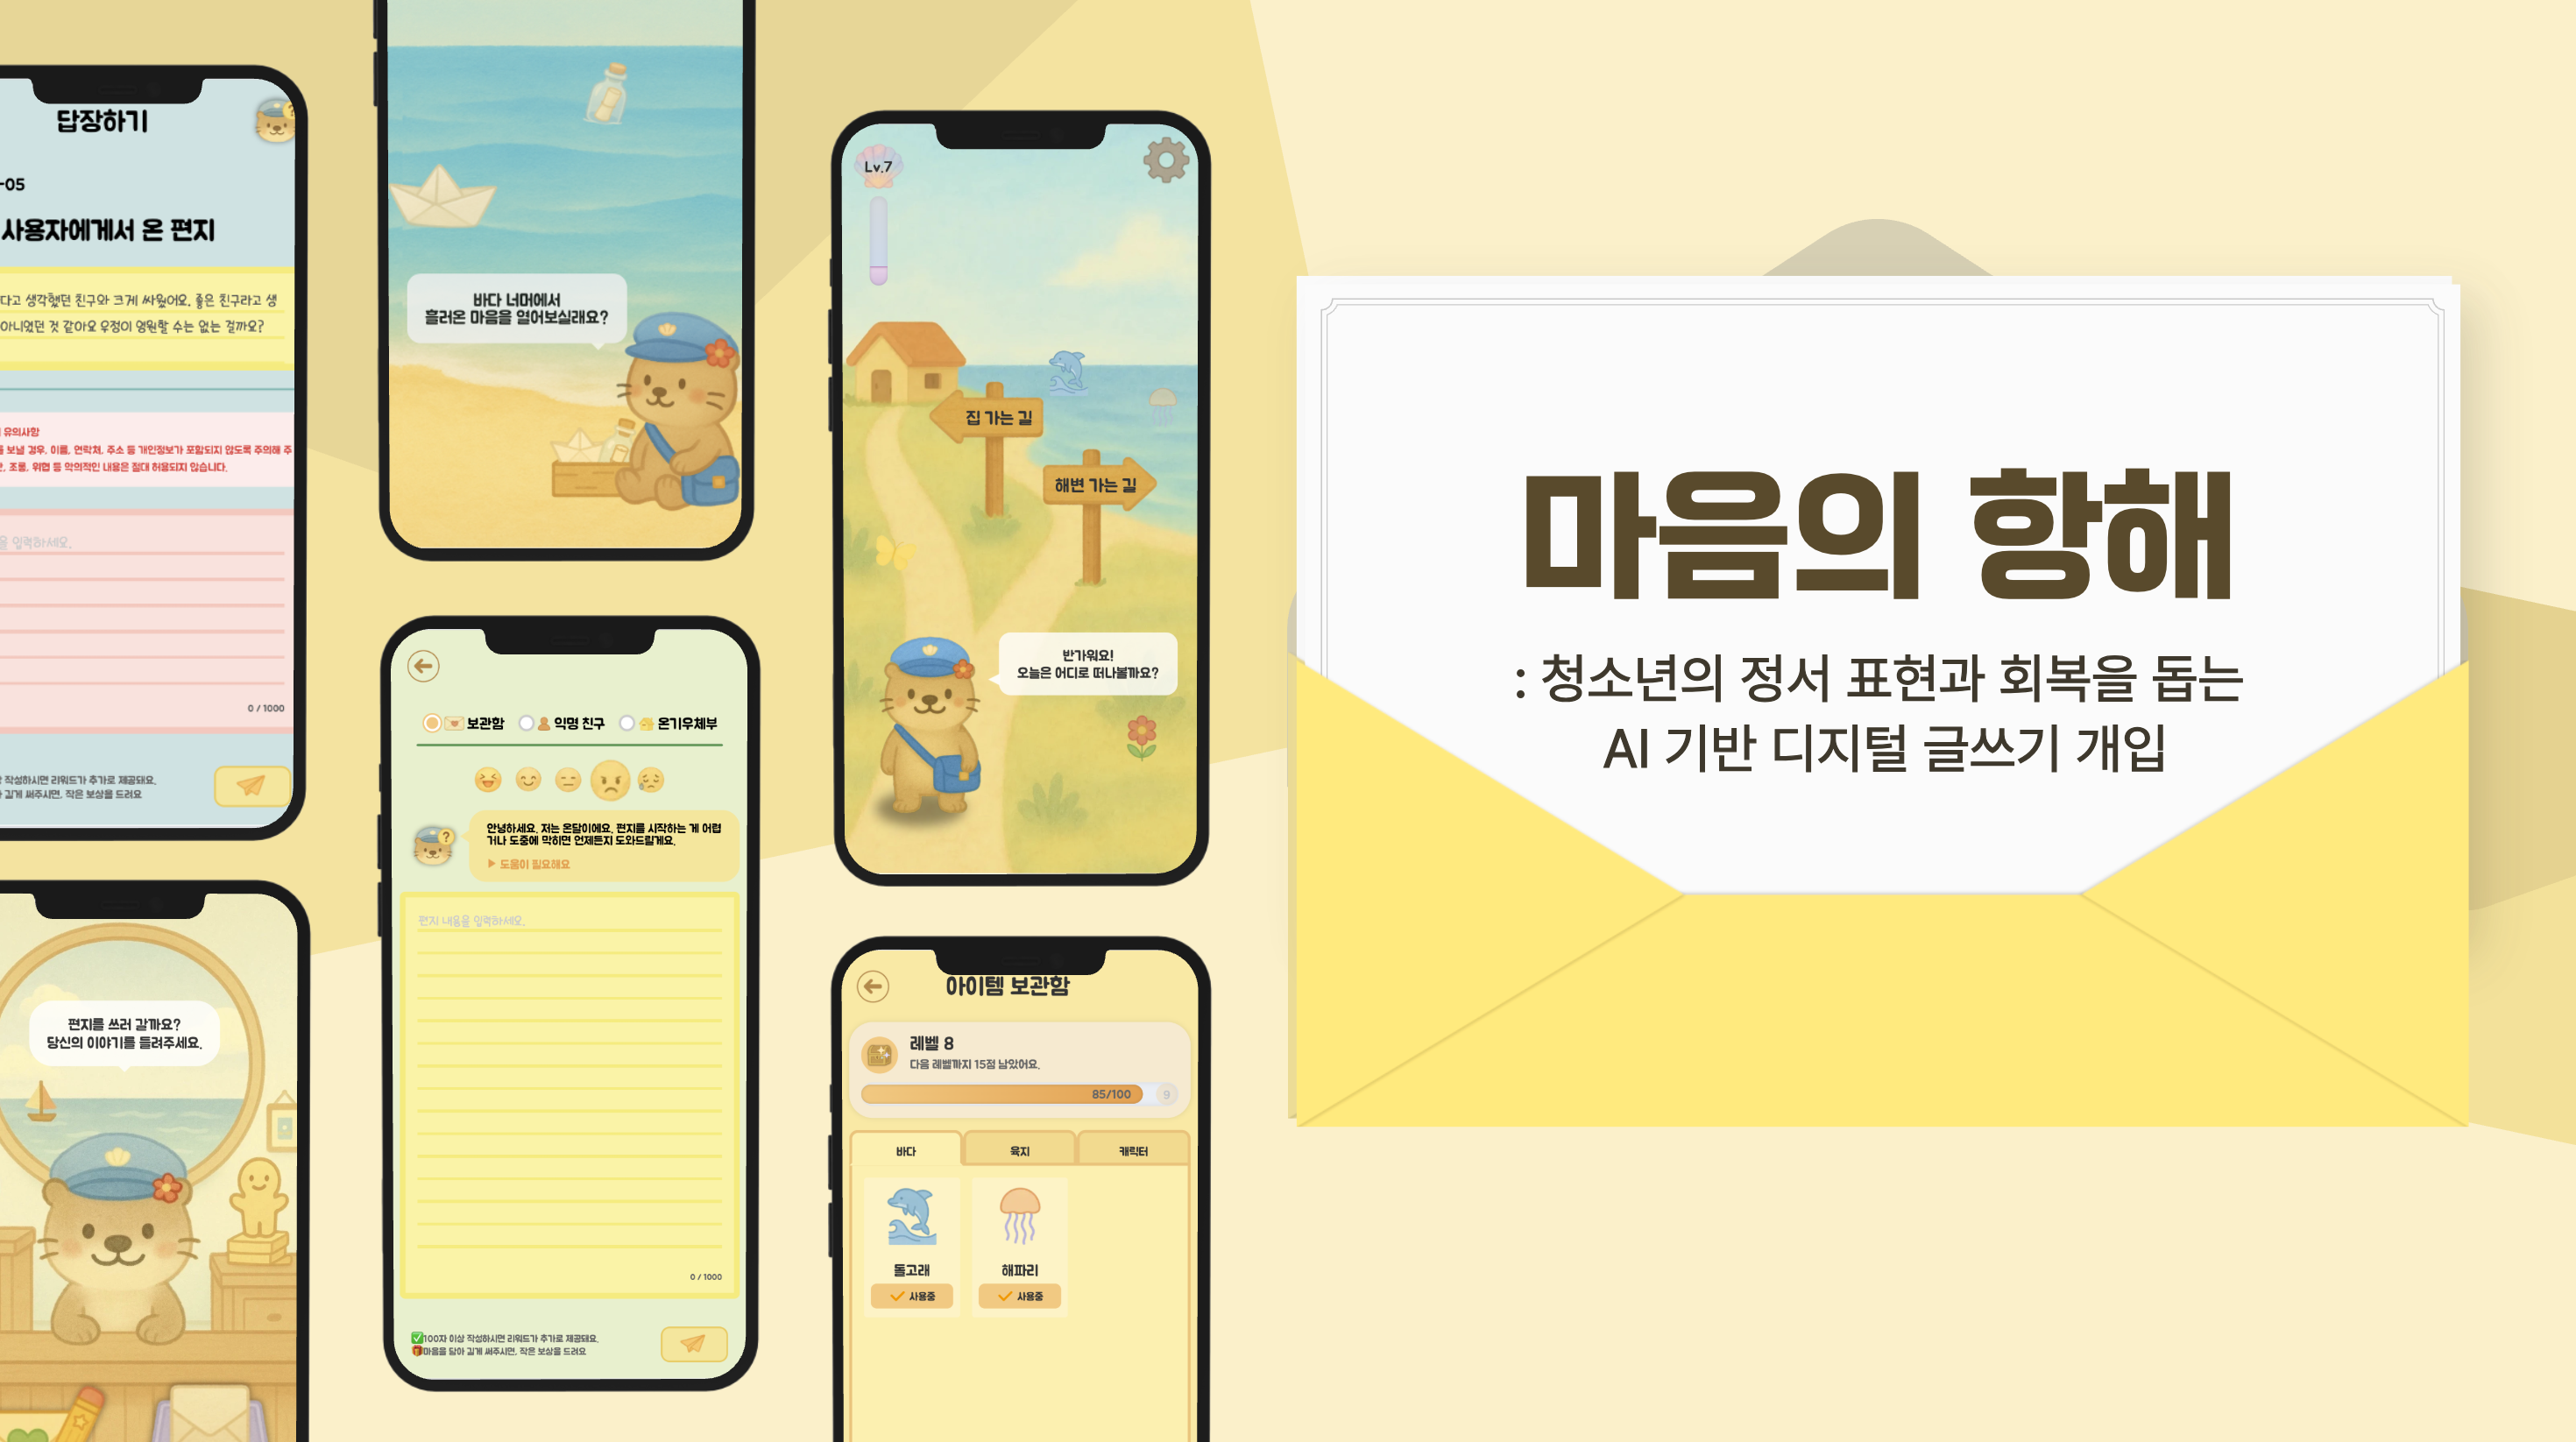 답장하기
-05
사용자에게서 온 편지
다고 생각했던 친구와 크게 싸웠어요. 좋은 친구라고 생
아니었던 것 같아요 우정이 영원할 수는 없는 걸까요?
유의사항
보낼 경우, 이름, 연락처, 주소 등 개인정보가 포함되지 않도록 주의해 주
조롱, 위협 등 악의적인 내용은 절대 허용되지 않습니다.
입력하세요.
0 / 1000
작성하시면 리워드가 추가로 제공돼요.
길게 써주시면, 작은 보상을 드려요
편지를 쓰러 갈까요?
당신의 이야기를 들려주세요.
바다 너머에서
흘러온 마음을 열어보실래요?
보관함 익명 친구 온기우체부
안녕하세요. 저는 온달이에요. 편지를 시작하는 게 어렵
거나 도중에 막히면 언제든지 도와드릴게요.
▶ 도움이 필요해요
편지 내용을 입력하세요.
0 / 1000
100자 이상 작성하시면 리워드가 추가로 제공돼요.
마음을 담아 길게 써주시면, 작은 보상을 드려요
Lv.7
집 가는 길
해변 가는 길
반가워요!
오늘은 어디로 떠나볼까요?
아이템 보관함
레벨 8
다음 레벨까지 15점 남았어요.
85/100 9
바다 육지 캐릭터
돌고래 해파리
사용중 사용중
마음의 항해
: 청소년의 정서 표현과 회복을 돕는
AI 기반 디지털 글쓰기 개입